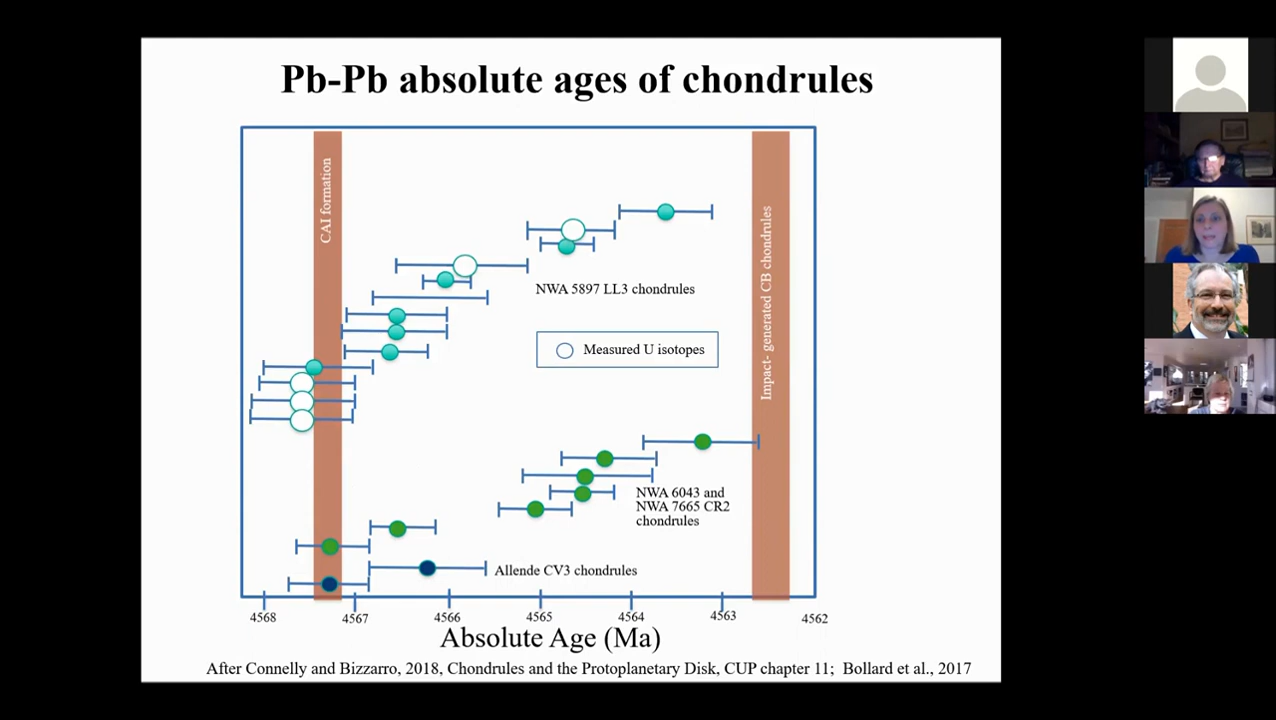 Pb-Pb absolute ages of chondrules
CAI formation
Impact- generated CB chondrules
NWA 5897 LL3 chondrules
Measured U isotopes
NWA 6043 and
NWA 7665 CR2
chondrules
Allende CV3 chondrules
4568 4567 4566 4565 4564 4563 4562
Absolute Age (Ma)
After Connelly and Bizzarro, 2018, Chondrules and the Protoplanetary Disk, CUP chapter 11; Bollard et al., 2017